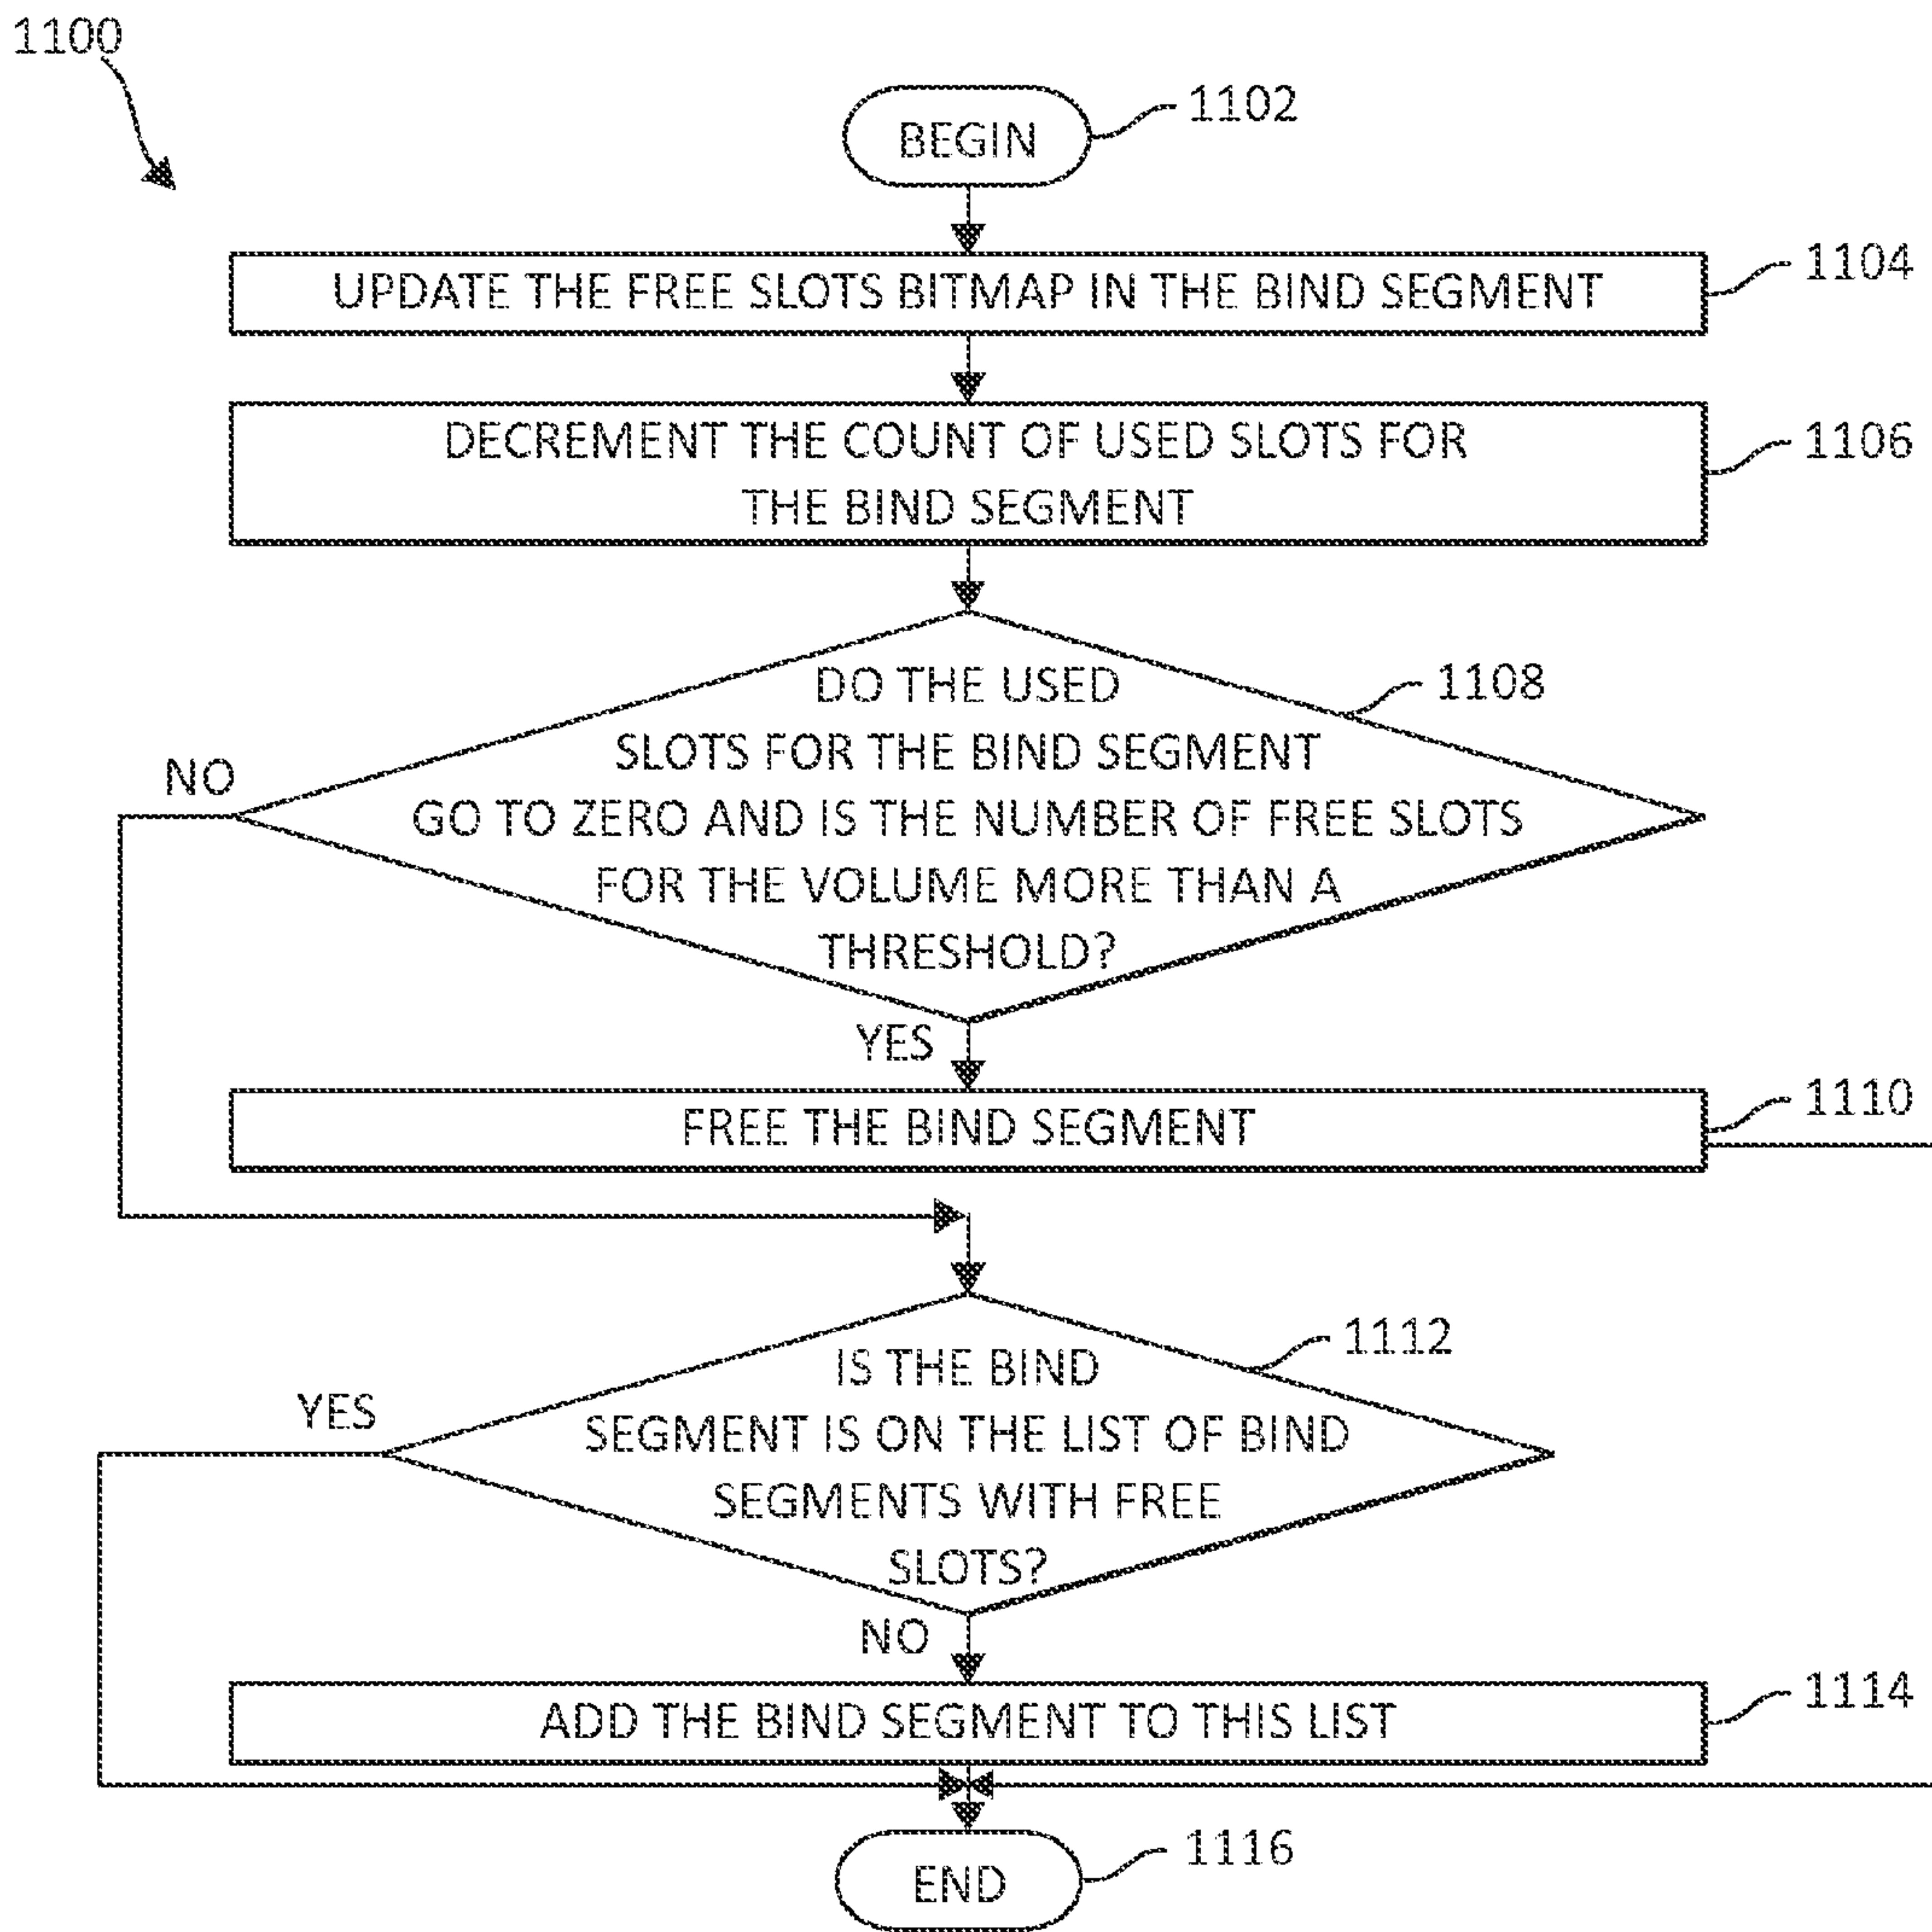 1100
BEGIN
1102
UPDATE THE FREE SLOTS BITMAP IN THE BIND SEGMENT
1104
DECREMENT THE COUNT OF USED SLOTS FOR
THE BIND SEGMENT
1106
DO THE USED
SLOTS FOR THE BIND SEGMENT
GO TO ZERO AND IS THE NUMBER OF FREE SLOTS
FOR THE VOLUME MORE THAN A
THRESHOLD?
1108
NO
YES
FREE THE BIND SEGMENT
1110
IS THE BIND
SEGMENT IS ON THE LIST OF BIND
SEGMENTS WITH FREE
SLOTS?
1112
YES
NO
ADD THE BIND SEGMENT TO THIS LIST
1114
END
1116